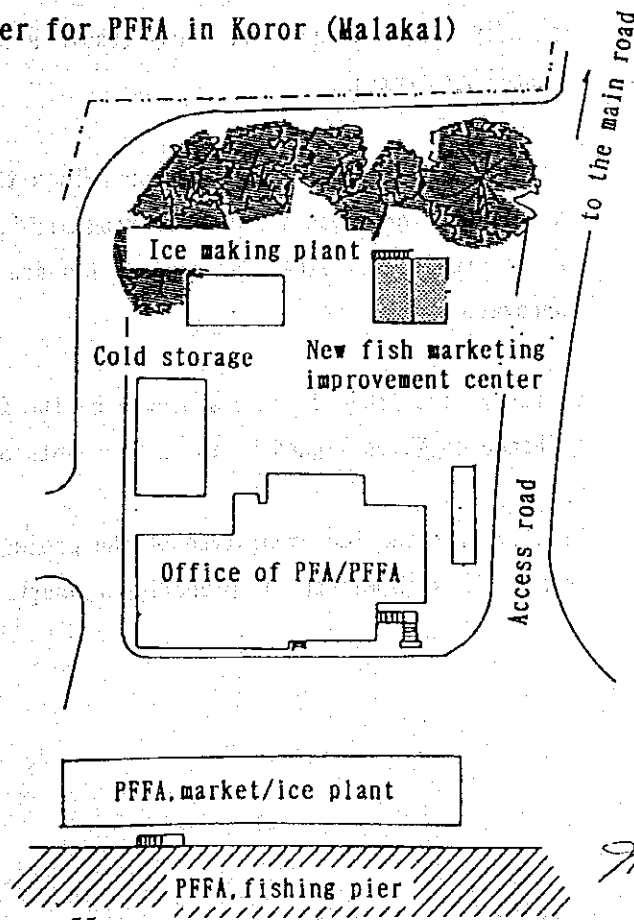 er for PFFA in Koror (Malakal)
to the main road
Ice making plant
Cold storage
New fish marketing
improvement center
Office of PFA/PFFA
Access road
PFFA.market/ice plant
PFFA.fishing pier